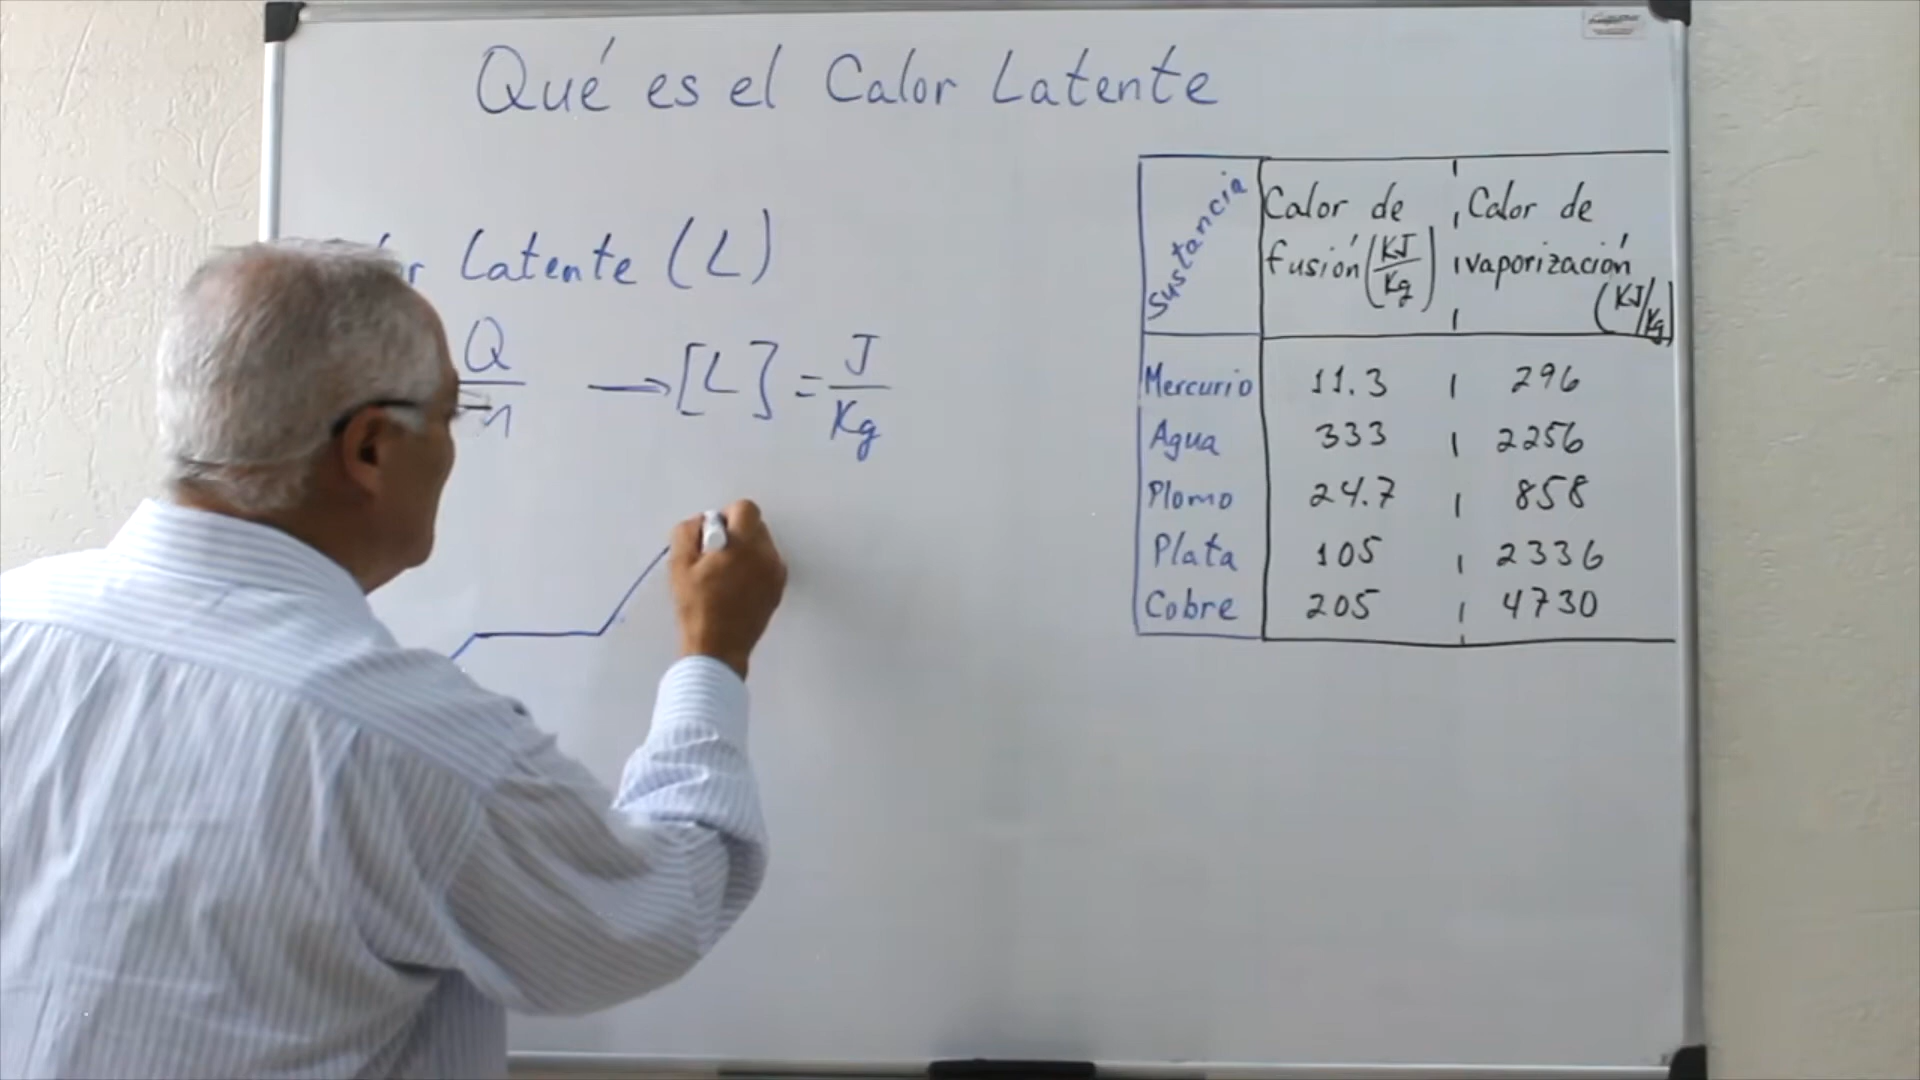 Qué es el Calor Latente
Latente (L)
Q
→ [L] = J/Kg
Sustancia
Calor de fusión (KJ/Kg)
Calor de vaporización (KJ/Kg)
Mercurio 11.3 296
Agua 333 2256
Plomo 24.7 858
Plata 105 2336
Cobre 205 4730